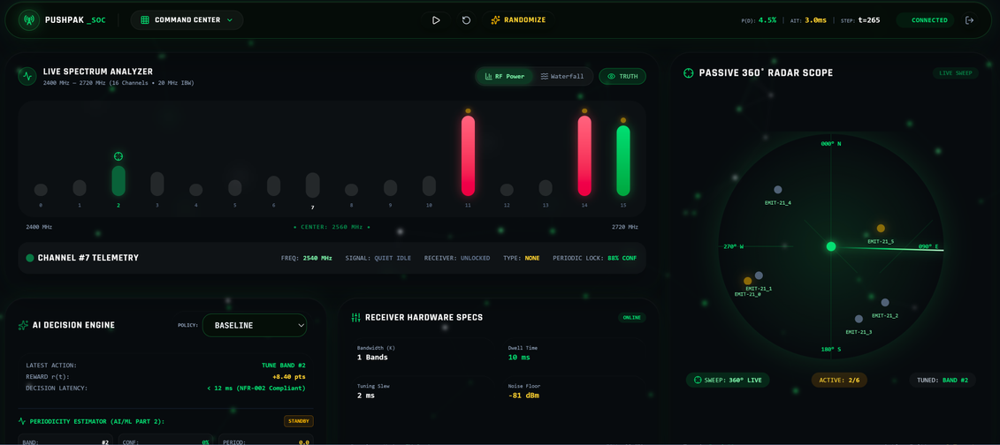 PUSHPAK _SOC
COMMAND CENTER
RANDOMIZE
P(D): 4.5% | AIT: 3.0ms | STEP: t=265
CONNECTED
LIVE SPECTRUM ANALYZER
2400 MHz — 2720 MHz (16 Channels • 20 MHz IBW)
RF Power
Waterfall
TRUTH
0 1 2 3 4 5 6 7 8 9 10 11 12 13 14 15
2400 MHz
• CENTER: 2560 MHz •
2720 MHz
CHANNEL #7 TELEMETRY
FREQ: 2540 MHz
SIGNAL: QUIET IDLE
RECEIVER: UNLOCKED
TYPE: NONE
PERIODIC LOCK: 88% CONF
PASSIVE 360° RADAR SCOPE
LIVE SWEEP
000° N
EMIT-21_4
EMIT-21_5
270° W
090° E
EMIT-21_1
EMIT-21_0
EMIT-21_2
EMIT-21_3
180° S
SWEEP: 360° LIVE
ACTIVE: 2/6
TUNED: BAND #2
AI DECISION ENGINE
POLICY:
BASELINE
LATEST ACTION: TUNE BAND #2
REWARD r(t): +8.40 pts
DECISION LATENCY: < 12 ms (NFR-002 Compliant)
PERIODICITY ESTIMATOR (AI/ML PART 2):
STANDBY
BAND: #2
CONF: 0%
PERIOD: 0.0
RECEIVER HARDWARE SPECS
ONLINE
Bandwidth (K)
1 Bands
Dwell Time
10 ms
Tuning Slew
2 ms
Noise Floor
-81 dBm